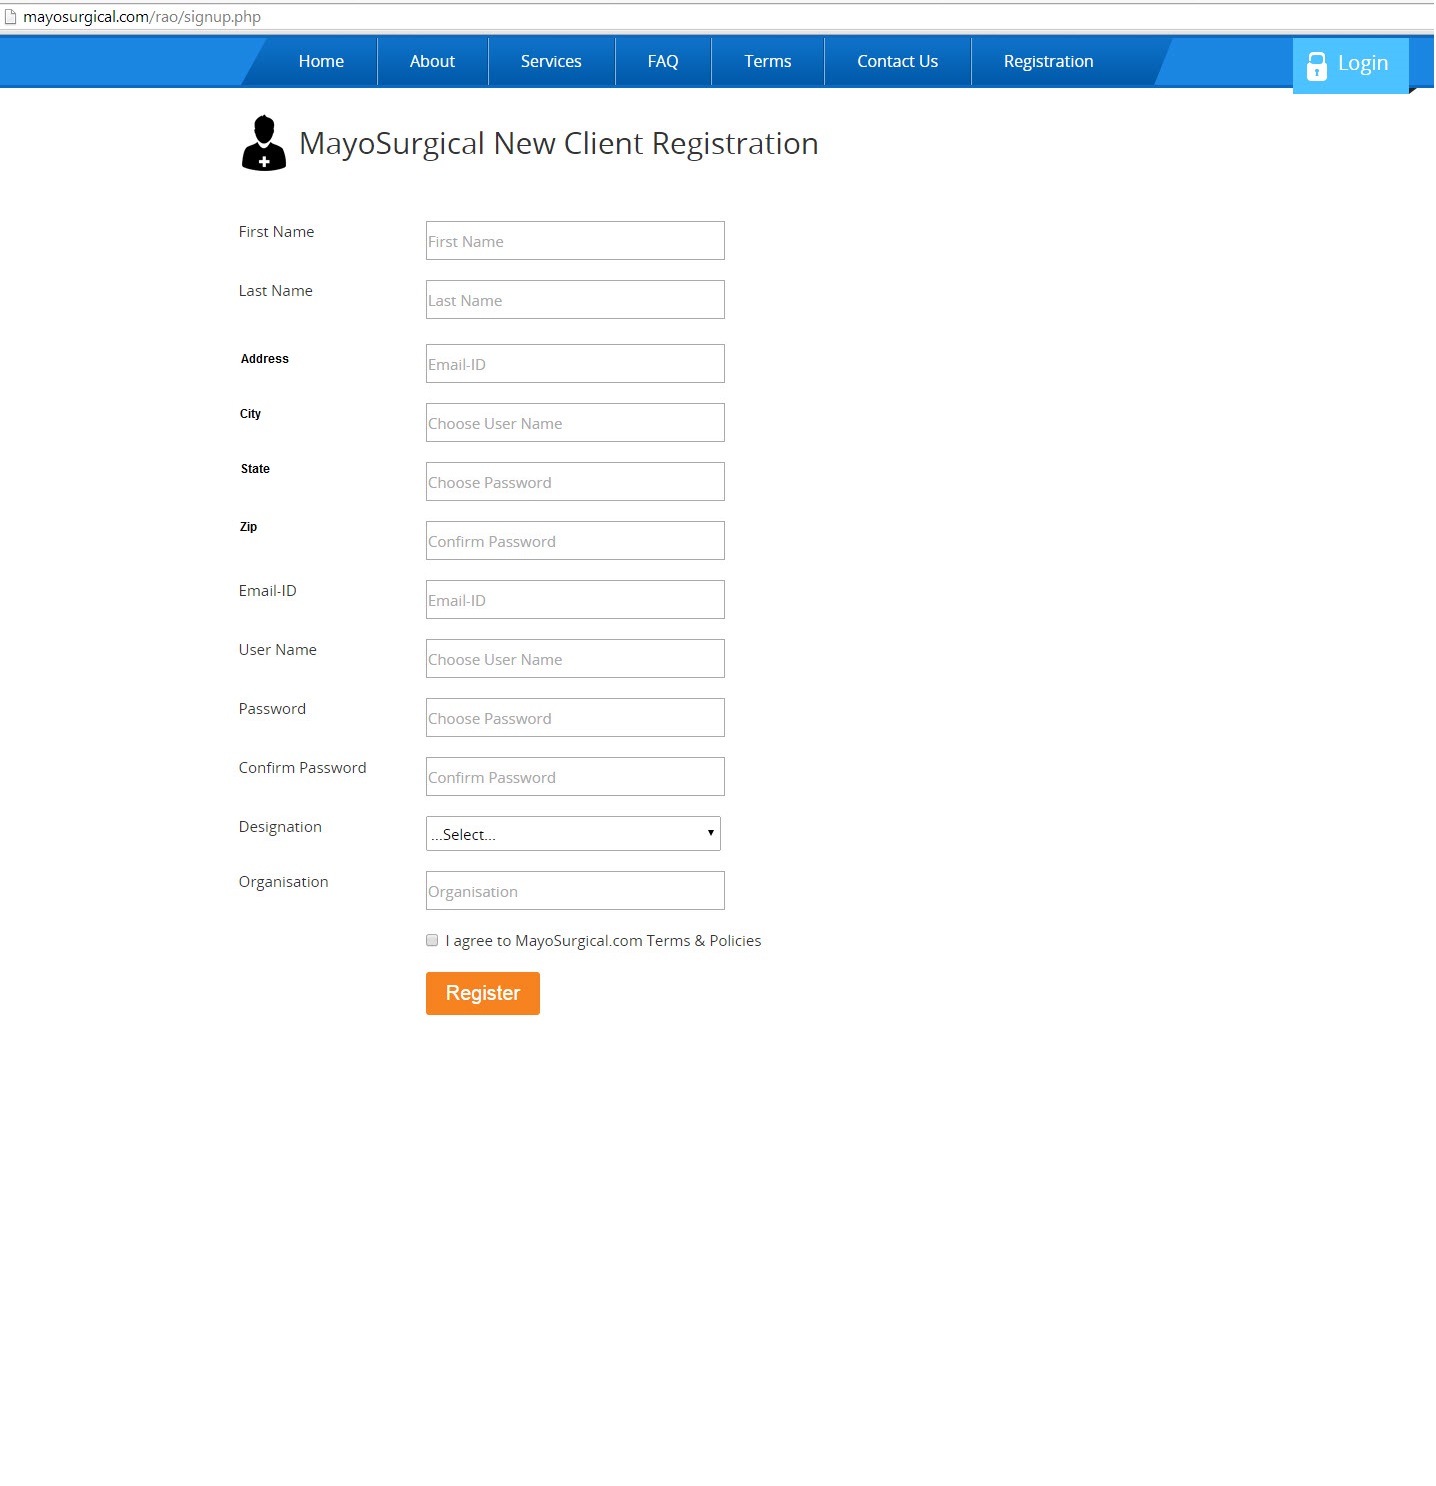 mayosurgical.com/rao/signup.php
Home About Services FAQ Terms Contact Us Registration Login
MayoSurgical New Client Registration
First Name First Name
Last Name Last Name
Address Email-ID
City Choose User Name
State Choose Password
Zip Confirm Password
Email-ID Email-ID
User Name Choose User Name
Password Choose Password
Confirm Password Confirm Password
Designation ...Select...
Organisation Organisation
I agree to MayoSurgical.com Terms & Policies
Register